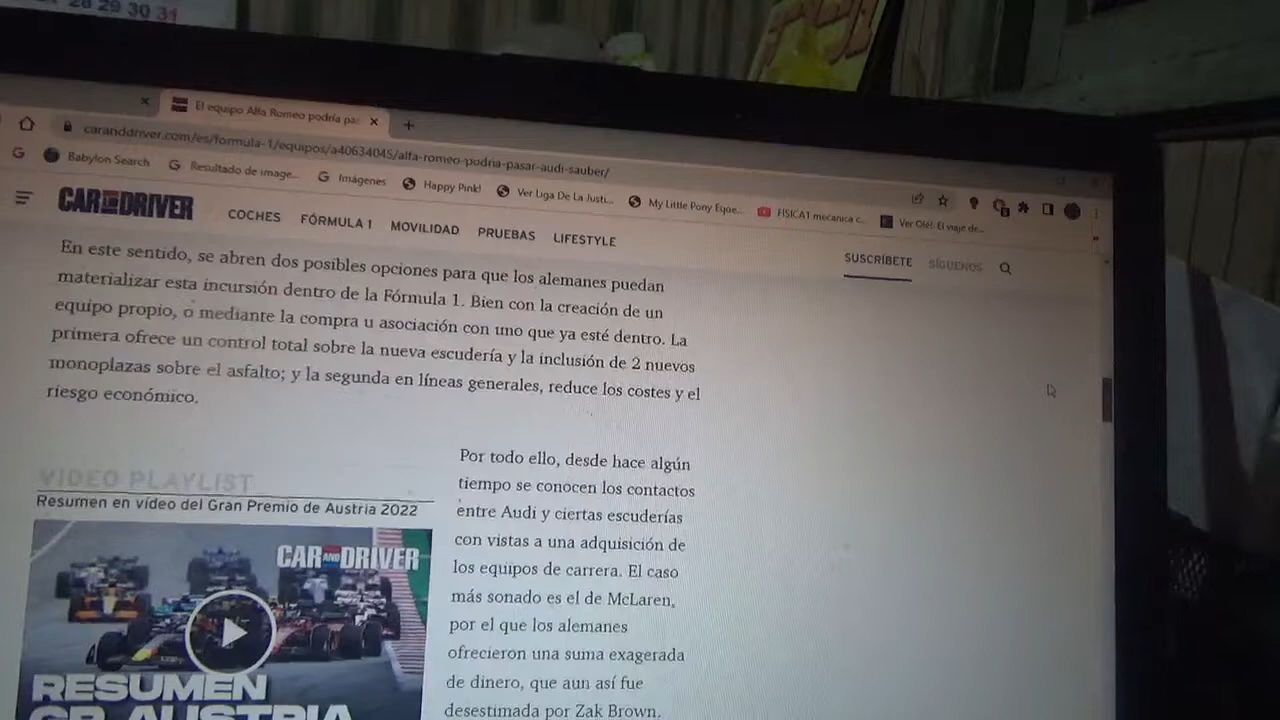 28 29 30 31
El equipo Alfa Romeo podría pa
caranddriver.com/es/formula-1/equipos/a40634045/alfa-romeo-podria-pasar-audi-sauber/
Babylon Search
Resultado de image...
Imágenes
Happy Pink!
Ver Liga De La Justi...
My Little Pony Eque...
FISICA1 mecanica c...
Ver Olé!: El viaje de...
CAR AND DRIVER
COCHES FÓRMULA 1 MOVILIDAD PRUEBAS LIFESTYLE
SUSCRÍBETE SÍGUENOS
En este sentido, se abren dos posibles opciones para que los alemanes puedan
materializar esta incursión dentro de la Fórmula 1. Bien con la creación de un
equipo propio, o mediante la compra u asociación con uno que ya esté dentro. La
primera ofrece un control total sobre la nueva escudería y la inclusión de 2 nuevos
monoplazas sobre el asfalto; y la segunda en líneas generales, reduce los costes y el
riesgo económico.
VIDEO PLAYLIST
Resumen en vídeo del Gran Premio de Austria 2022
CAR AND DRIVER
RESUMEN
GP AUSTRIA
Por todo ello, desde hace algún
tiempo se conocen los contactos
entre Audi y ciertas escuderías
con vistas a una adquisición de
los equipos de carrera. El caso
más sonado es el de McLaren,
por el que los alemanes
ofrecieron una suma exagerada
de dinero, que aun así fue
desestimada por Zak Brown.